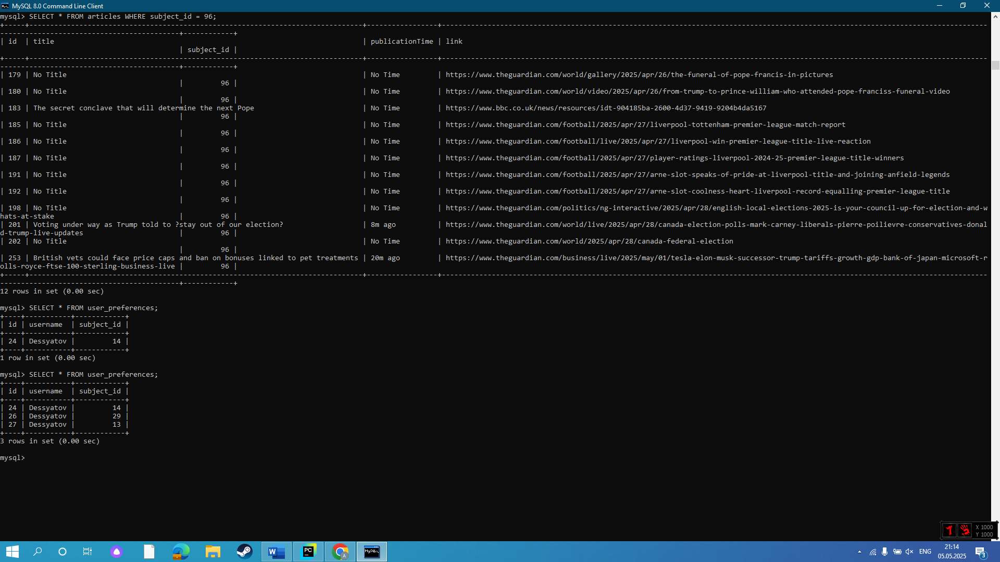 MySQL 8.0 Command Line Client
mysql> SELECT * FROM articles WHERE subject_id = 96;
+-----+--------------------------------------------------------------------------------+-----------------+-----------------------------------------------------------------------------------------------------------------------------------
-------------------------------------------+------------+
| id  | title                                                                          | publicationTime | link
                                           | subject_id |
+-----+--------------------------------------------------------------------------------+-----------------+-----------------------------------------------------------------------------------------------------------------------------------
-------------------------------------------+------------+
| 179 | No Title                                                                       | No Time         | https://www.theguardian.com/world/gallery/2025/apr/26/the-funeral-of-pope-francis-in-pictures
                                           |         96 |
| 180 | No Title                                                                       | No Time         | https://www.theguardian.com/world/video/2025/apr/26/from-trump-to-prince-william-who-attended-pope-franciss-funeral-video
                                           |         96 |
| 183 | The secret conclave that will determine the next Pope                          | No Time         | https://www.bbc.co.uk/news/resources/idt-904185ba-2600-4d37-9419-9204b4da5167
                                           |         96 |
| 185 | No Title                                                                       | No Time         | https://www.theguardian.com/football/2025/apr/27/liverpool-tottenham-premier-league-match-report
                                           |         96 |
| 186 | No Title                                                                       | No Time         | https://www.theguardian.com/football/live/2025/apr/27/liverpool-win-premier-league-title-live-reaction
                                           |         96 |
| 187 | No Title                                                                       | No Time         | https://www.theguardian.com/football/2025/apr/27/player-ratings-liverpool-2024-25-premier-league-title-winners
                                           |         96 |
| 191 | No Title                                                                       | No Time         | https://www.theguardian.com/football/2025/apr/27/arne-slot-speaks-of-pride-at-liverpool-title-and-joining-anfield-legends
                                           |         96 |
| 192 | No Title                                                                       | No Time         | https://www.theguardian.com/football/2025/apr/27/arne-slot-coolness-heart-liverpool-record-equalling-premier-league-title
                                           |         96 |
| 198 | No Title                                                                       | No Time         | https://www.theguardian.com/politics/ng-interactive/2025/apr/28/english-local-elections-2025-is-your-council-up-for-election-and-w
hats-at-stake                              |         96 |
| 201 | Voting under way as Trump told to ?stay out of our election?                   | 8m ago          | https://www.theguardian.com/world/live/2025/apr/28/canada-election-polls-mark-carney-liberals-pierre-poilievre-conservatives-donal
d-trump-live-updates                       |         96 |
| 202 | No Title                                                                       | No Time         | https://www.theguardian.com/world/2025/apr/28/canada-federal-election
                                           |         96 |
| 253 | British vets could face price caps and ban on bonuses linked to pet treatments | 20m ago         | https://www.theguardian.com/business/live/2025/may/01/tesla-elon-musk-successor-trump-tariffs-growth-gdp-bank-of-japan-microsoft-r
olls-royce-ftse-100-sterling-business-live |         96 |
+-----+--------------------------------------------------------------------------------+-----------------+-----------------------------------------------------------------------------------------------------------------------------------
-------------------------------------------+------------+
12 rows in set (0.00 sec)
mysql> SELECT * FROM user_preferences;
+----+-----------+------------+
| id | username  | subject_id |
+----+-----------+------------+
| 24 | Dessyatov |         14 |
+----+-----------+------------+
1 row in set (0.00 sec)
mysql> SELECT * FROM user_preferences;
+----+-----------+------------+
| id | username  | subject_id |
+----+-----------+------------+
| 24 | Dessyatov |         14 |
| 26 | Dessyatov |         29 |
| 27 | Dessyatov |         13 |
+----+-----------+------------+
3 rows in set (0.00 sec)
mysql>
X 1000
Y 1000
W
PC
A
MySQL
ENG
21:14
05.05.2025
3